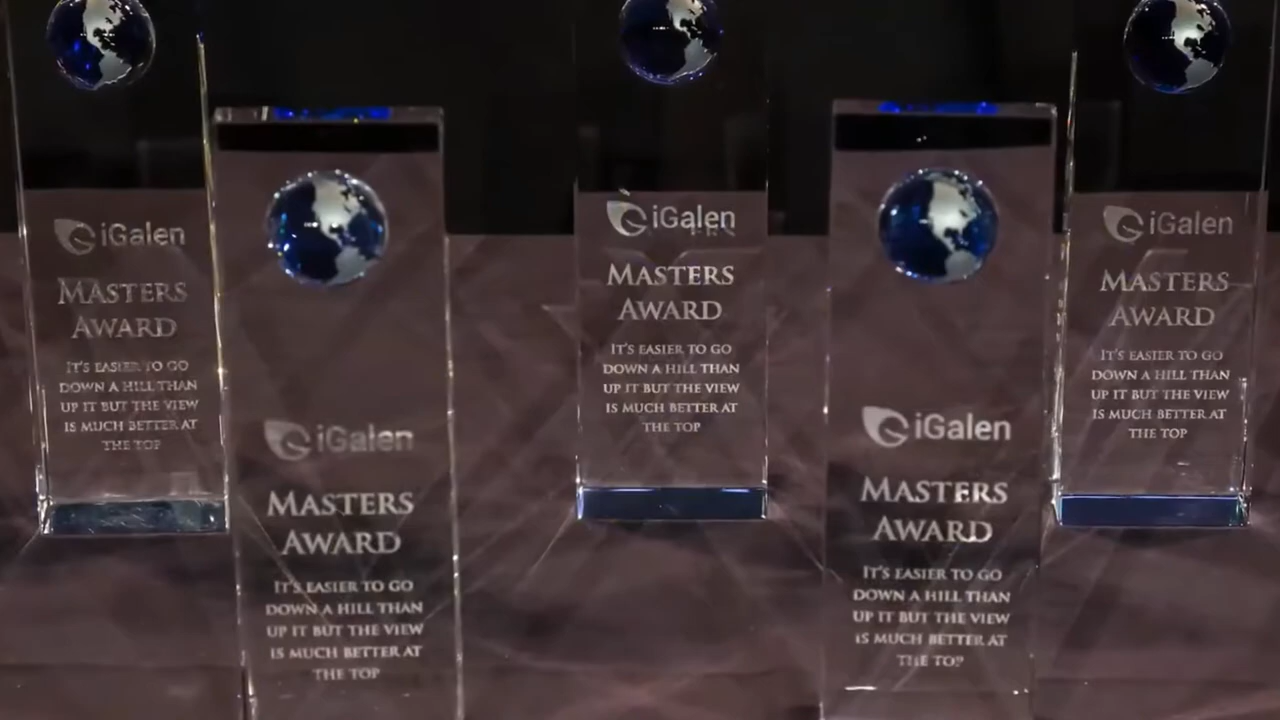 iGalen
MASTERS
AWARD
IT'S EASIER TO GO
DOWN A HILL THAN
UP IT BUT THE VIEW
IS MUCH BETTER AT
THE TOP
iGalen
MASTERS
AWARD
IT'S EASIER TO GO
DOWN A HILL THAN
UP IT BUT THE VIEW
IS MUCH BETTER AT
THE TOP
iGalen
MASTERS
AWARD
IT'S EASIER TO GO
DOWN A HILL THAN
UP IT BUT THE VIEW
IS MUCH BETTER AT
THE TOP
iGalen
MASTERS
AWARD
IT'S EASIER TO GO
DOWN A HILL THAN
UP IT BUT THE VIEW
IS MUCH BETTER AT
THE TOP
iGalen
MASTERS
AWARD
IT'S EASIER TO GO
DOWN A HILL THAN
UP IT BUT THE VIEW
IS MUCH BETTER AT
THE TOP